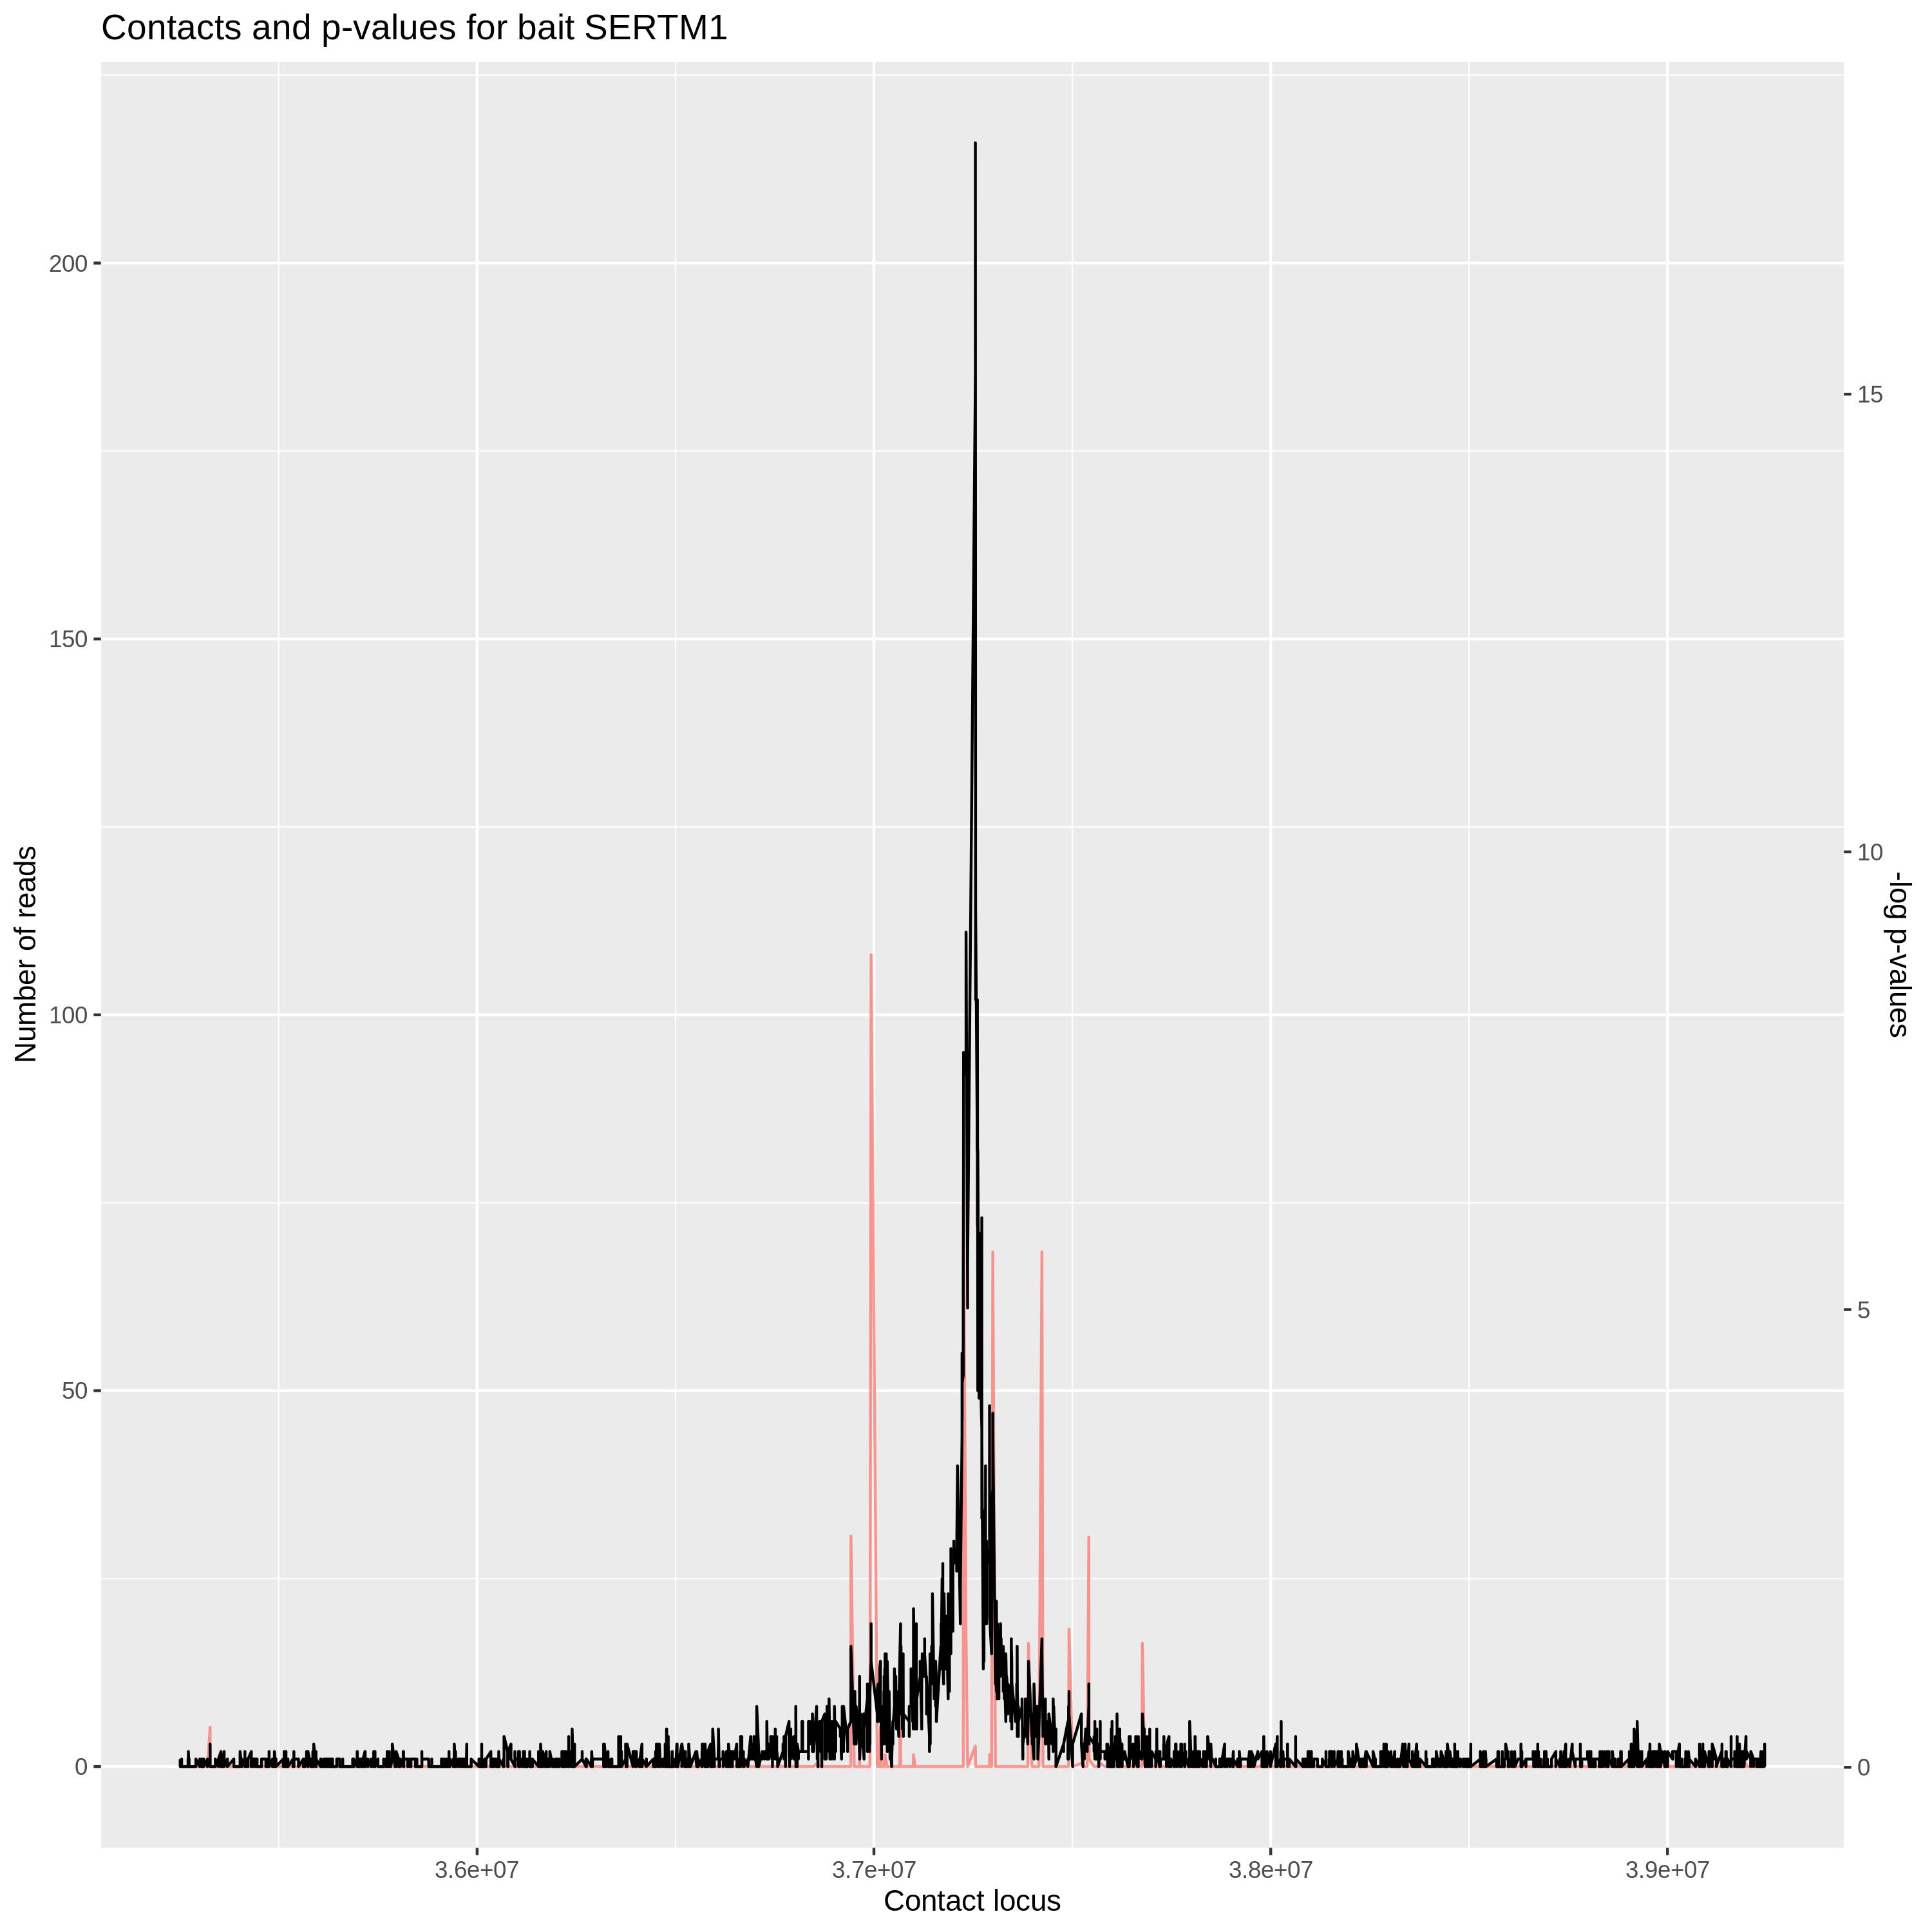 Contacts and p-values for bait SERTM1
200
150
100
50
0
Number of reads
15
10
5
0
-log p-values
3.6e+07
3.7e+07
3.8e+07
3.9e+07
Contact locus